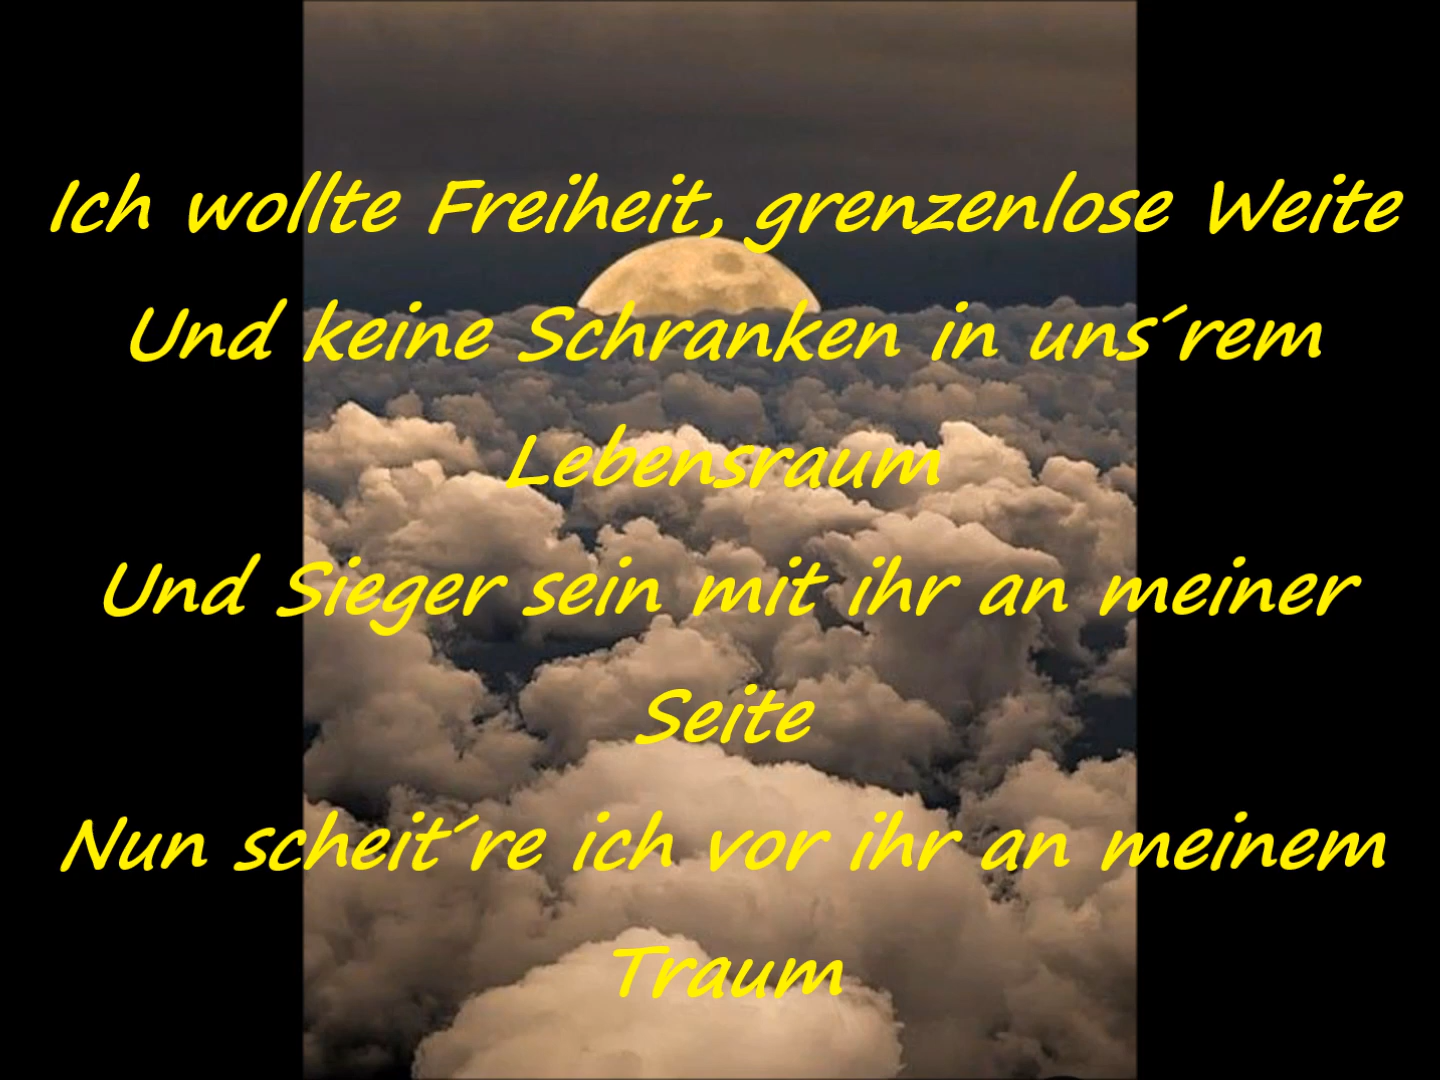 Ich wollte Freiheit, grenzenlose Weite
Und keine Schranken in uns´rem
Lebensraum
Und Sieger sein mit ihr an meiner
Seite
Nun scheit´re ich vor ihr an meinem
Traum